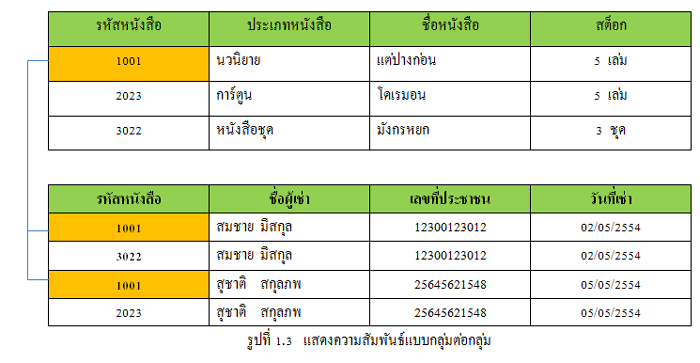 รหัสหนังสือ ประเภทหนังสือ ชื่อหนังสือ สต็อก
1001 นวนิยาย แต่ปางก่อน 5 เล่ม
2023 การ์ตูน โดเรมอน 5 เล่ม
3022 หนังสือชุด มังกรหยก 3 ชุด
รหัสหนังสือ ชื่อผู้เช่า เลขที่ประชาชน วันที่เช่า
1001 สมชาย มีสกุล 12300123012 02/05/2554
3022 สมชาย มีสกุล 12300123012 02/05/2554
1001 สุชาติ สกุลภพ 25645621548 05/05/2554
2023 สุชาติ สกุลภพ 25645621548 05/05/2554
รูปที่ 1.3 แสดงความสัมพันธ์แบบกลุ่มต่อกลุ่ม